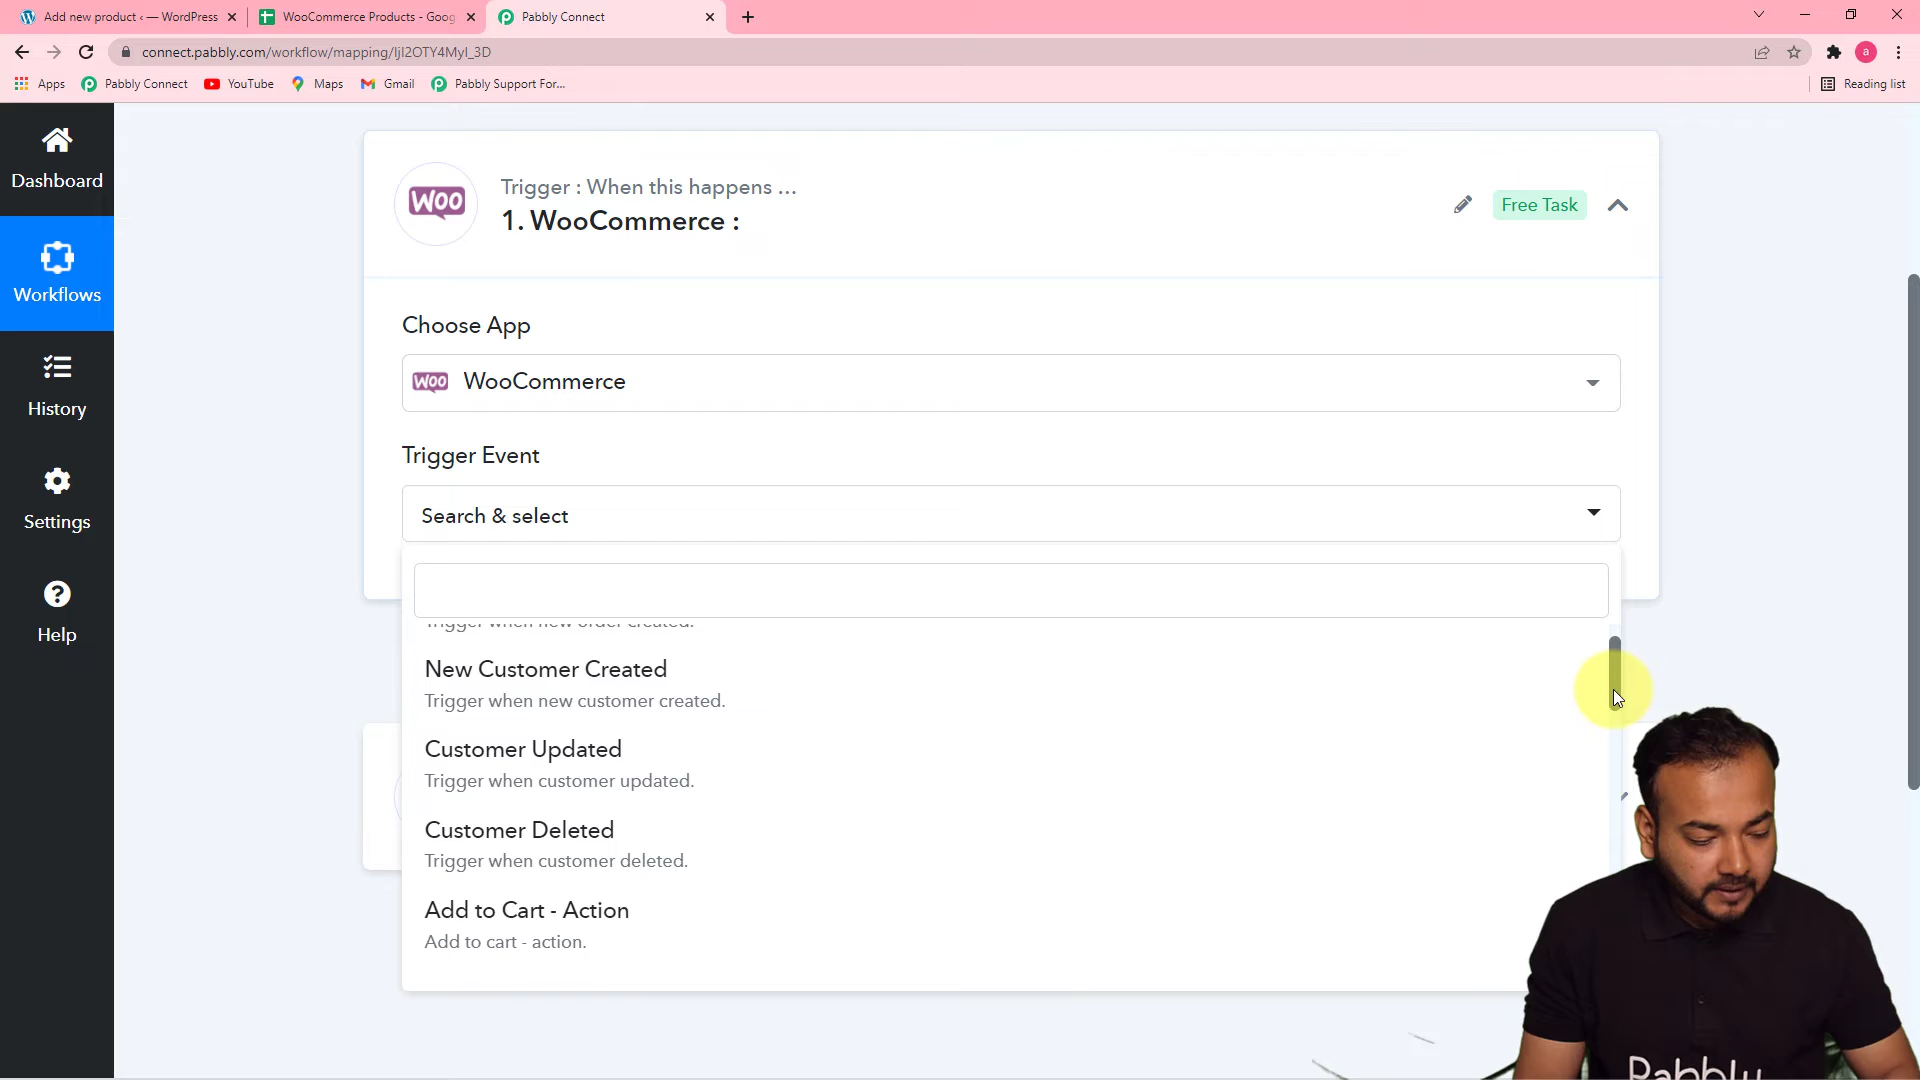 Add new product ‹ — WordPress
WooCommerce Products - Goog
Pabbly Connect
connect.pabbly.com/workflow/mapping/IjI2OTY4MyI_3D
a
Apps
Pabbly Connect
YouTube
Maps
Gmail
Pabbly Support For...
Reading list
Dashboard
Workflows
History
Settings
Help
WOO
Trigger : When this happens ...
1. WooCommerce :
Free Task
Choose App
WOO WooCommerce
Trigger Event
Search & select
Trigger when new order created.
New Customer Created
Trigger when new customer created.
Customer Updated
Trigger when customer updated.
Customer Deleted
Trigger when customer deleted.
Add to Cart - Action
Add to cart - action.
Pabbly